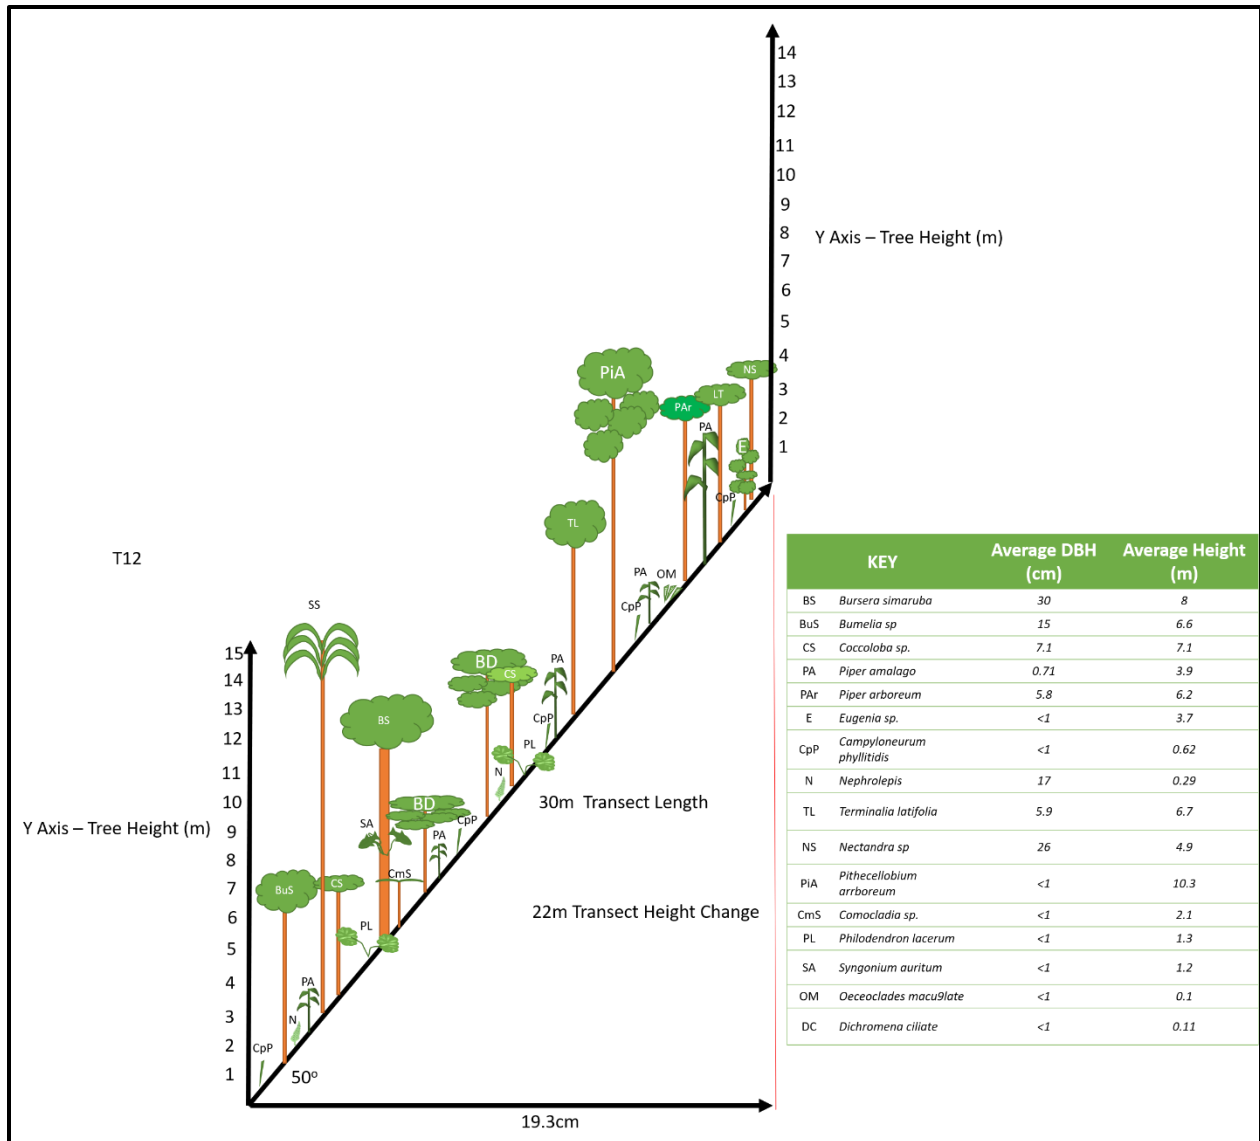 14
13
12
11
10
9
8
Y Axis – Tree Height (m)
7
6
5
4
3
2
1
PiA
NS
LT
PAr
PA
E
CpP
TL
T12
PA
OM
CpP
SS
15
14
13
12
11
10
9
8
7
6
5
4
3
2
1
Y Axis – Tree Height (m)
BD
CS
PA
BS
CpP
PL
N
30m Transect Length
BD
SA
PA
CpP
CmS
BuS
CS
22m Transect Height Change
PL
PA
N
CpP
50o
19.3cm
KEY Average DBH (cm) Average Height (m)
BS Bursera simaruba 30 8
BuS Bumelia sp 15 6.6
CS Coccoloba sp. 7.1 7.1
PA Piper amalago 0.71 3.9
PAr Piper arboreum 5.8 6.2
E Eugenia sp. <1 3.7
CpP Campyloneurum phyllitidis <1 0.62
N Nephrolepis 17 0.29
TL Terminalia latifolia 5.9 6.7
NS Nectandra sp 26 4.9
PiA Pithecellobium arrboreum <1 10.3
CmS Comocladia sp. <1 2.1
PL Philodendron lacerum <1 1.3
SA Syngonium auritum <1 1.2
OM Oeceoclades macu9late <1 0.1
DC Dichromena ciliate <1 0.11